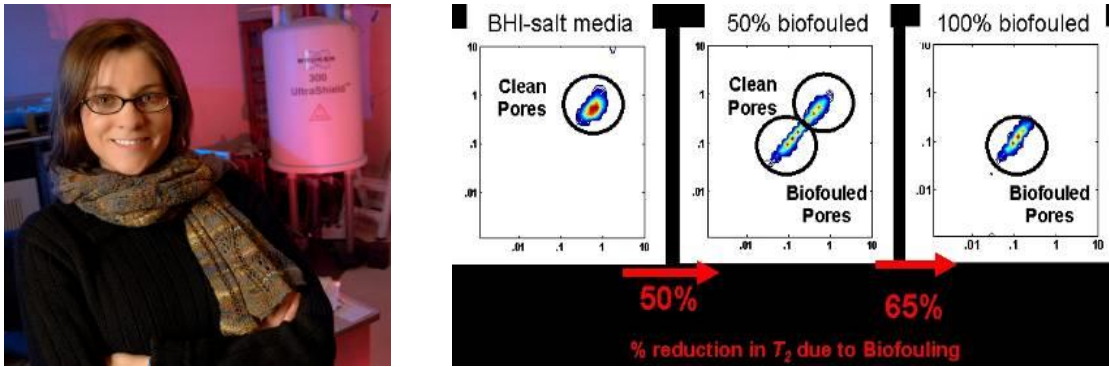 BRUKER
300
UltraShield™
BHI-salt media
50% biofouled
100% biofouled
10
Clean
Pores
1
.1
.01
.01
.1
1
10
10
Clean
Pores
1
.1
.01
Biofouled
Pores
.01
.1
1
10
10
1
.1
.01
Biofouled
Pores
.01
.1
1
10
50%
65%
% reduction in T₂ due to Biofouling